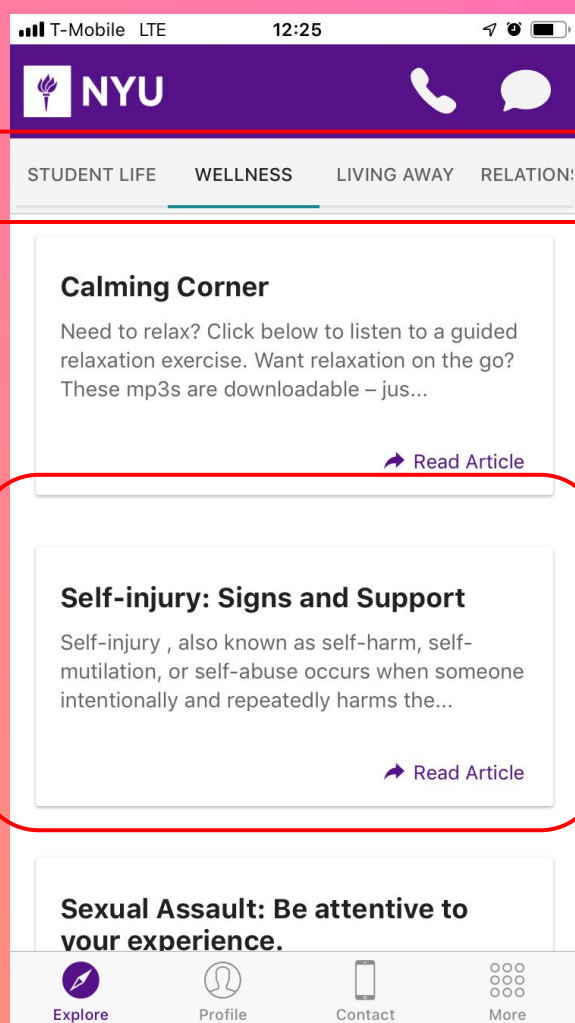 T-Mobile LTE 12:25
NYU
STUDENT LIFE WELLNESS LIVING AWAY RELATIONS
Calming Corner
Need to relax? Click below to listen to a guided
relaxation exercise. Want relaxation on the go?
These mp3s are downloadable – jus...
Read Article
Self-injury: Signs and Support
Self-injury , also known as self-harm, self-
mutilation, or self-abuse occurs when someone
intentionally and repeatedly harms the...
Read Article
Sexual Assault: Be attentive to
your experience.
Explore Profile Contact More